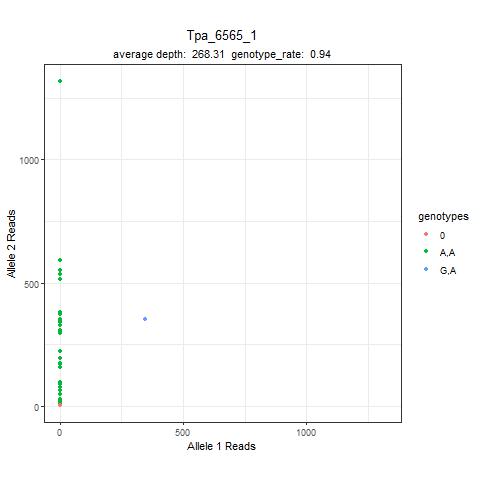 Tpa_6565_1
average depth:  268.31  genotype_rate:  0.94
1000
500
0
Allele 2 Reads
0
500
1000
Allele 1 Reads
genotypes
0
A,A
G,A